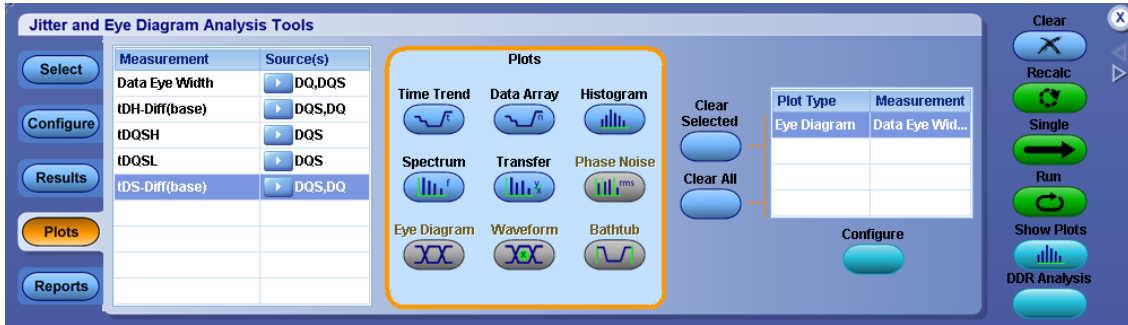 Jitter and Eye Diagram Analysis Tools
Select
Configure
Results
Plots
Reports
Measurement Source(s)
Data Eye Width DQ,DQS
tDH-Diff(base) DQS,DQ
tDQSH DQS
tDQSL DQS
tDS-Diff(base) DQS,DQ
Plots
Time Trend Data Array Histogram
t n
Spectrum Transfer Phase Noise
f y/x rms
Eye Diagram Waveform Bathtub
Clear
Selected
Clear All
Plot Type Measurement
Eye Diagram Data Eye Wid...
Configure
Clear
X
Recalc
Single
Run
Show Plots
DDR Analysis